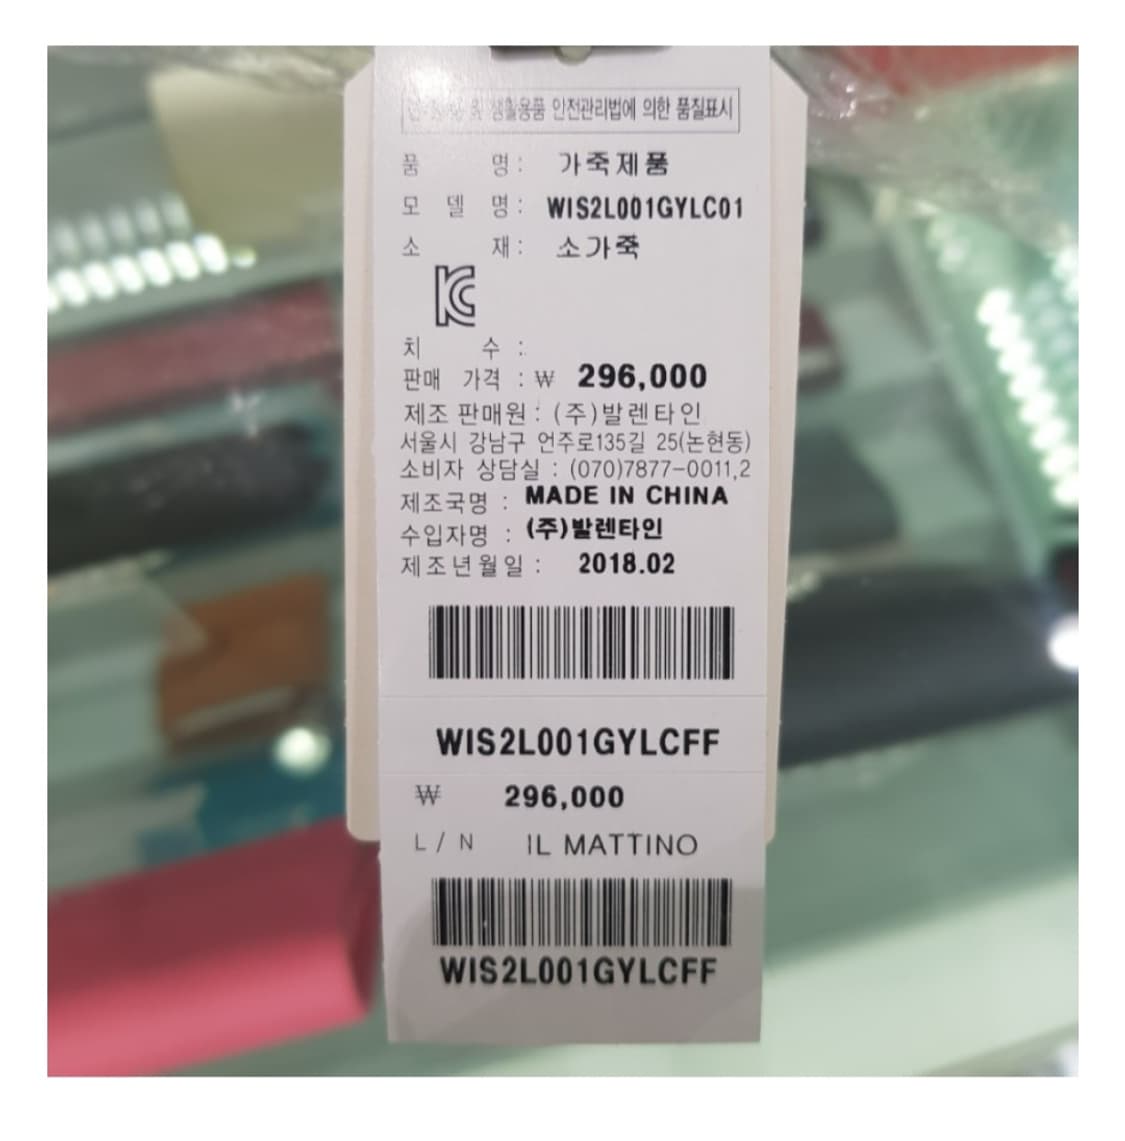 생활용품 안전관리법에 의한 품질표시
품 명 : 가죽제품
모 델 명 : WIS2L001GYLC01
소 재 : 소가죽
KC
치 수 :
판매 가격 : ₩ 296,000
제조 판매원 : (주)발렌타인
서울시 강남구 언주로135길 25(논현동)
소비자 상담실 : (070)7877-0011,2
제조국명 : MADE IN CHINA
수입자명 : (주)발렌타인
제조년월일 : 2018.02
WIS2L001GYLCFF
₩ 296,000
L / N IL MATTINO
WIS2L001GYLCFF